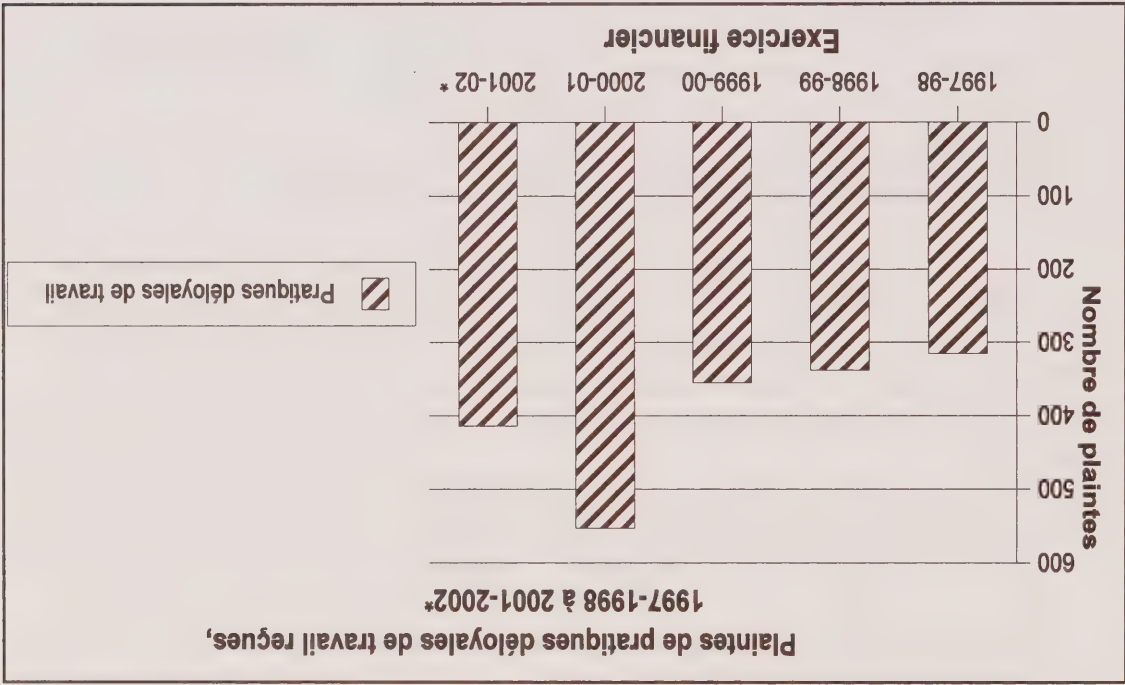 Plaintes de pratiques déloyales de travail reçues,
1997-1998 à 2001-2002*
Nombre de plaintes
600
500
400
300
200
100
0
1997-98 1998-99 1999-00 2000-01 2001-02 *
Exercice financier
Pratiques déloyales de travail